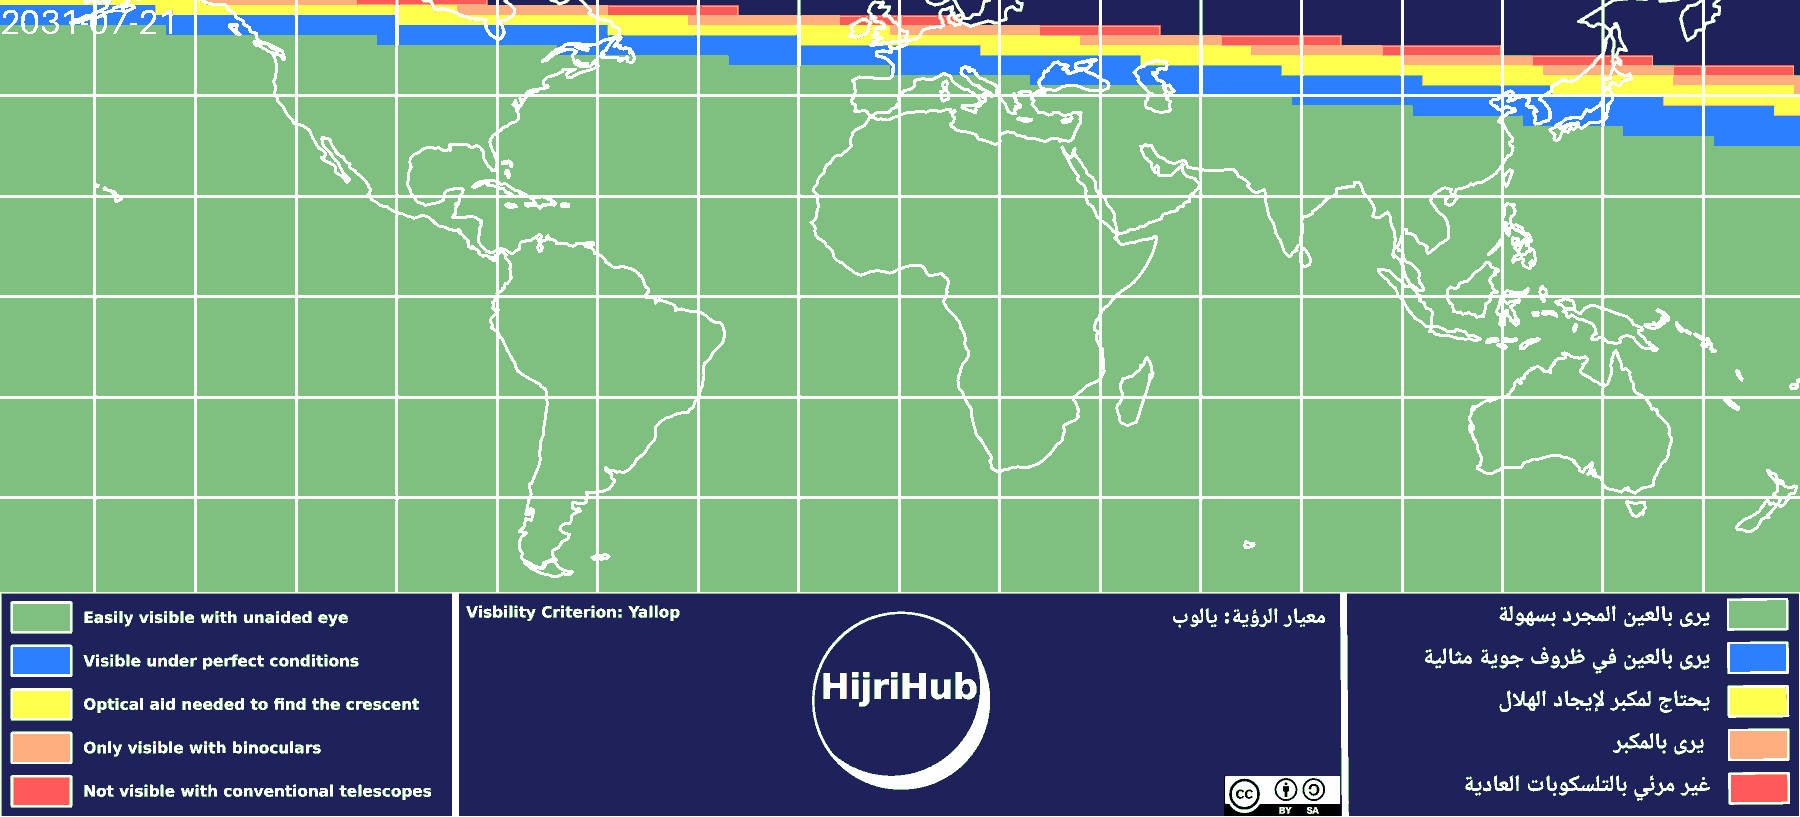 2031-07-21
Easily visible with unaided eye
Visible under perfect conditions
Optical aid needed to find the crescent
Only visible with binoculars
Not visible with conventional telescopes
Visbility Criterion: Yallop
معيار الرؤية: يالوب
HijriHub
cc
BY SA
يرى بالعين المجرد بسهولة
يرى بالعين في ظروف جوية مثالية
يحتاج لمكبر لإيجاد الهلال
يرى بالمكبر
غير مرئي بالتلسكوبات العادية